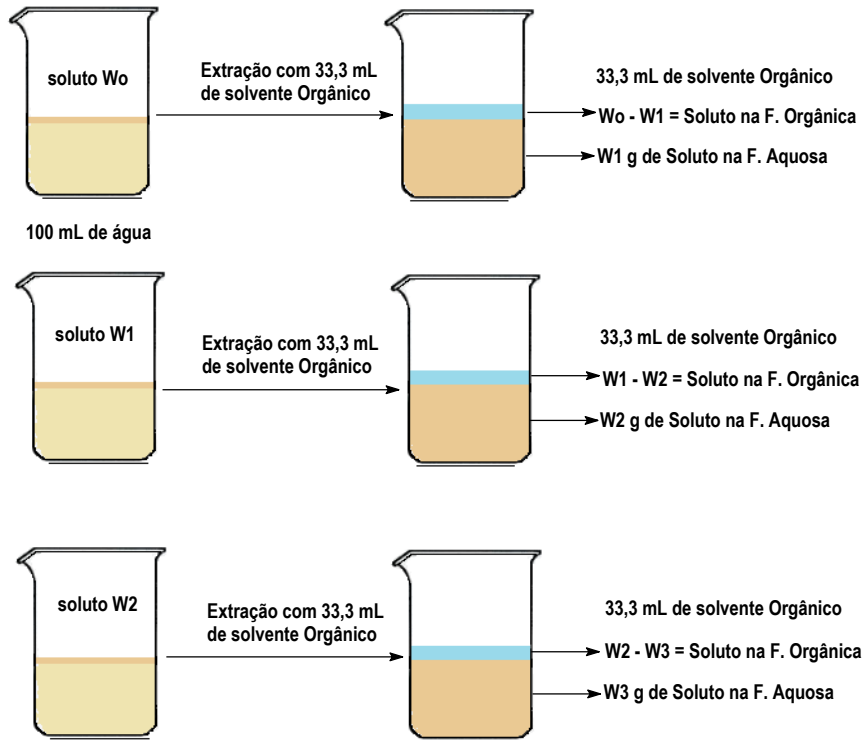 soluto Wo
Extração com 33,3 mL
de solvente Orgânico
33,3 mL de solvente Orgânico
Wo - W1 = Soluto na F. Orgânica
W1 g de Soluto na F. Aquosa
100 mL de água
soluto W1
Extração com 33,3 mL
de solvente Orgânico
33,3 mL de solvente Orgânico
W1 - W2 = Soluto na F. Orgânica
W2 g de Soluto na F. Aquosa
soluto W2
Extração com 33,3 mL
de solvente Orgânico
33,3 mL de solvente Orgânico
W2 - W3 = Soluto na F. Orgânica
W3 g de Soluto na F. Aquosa